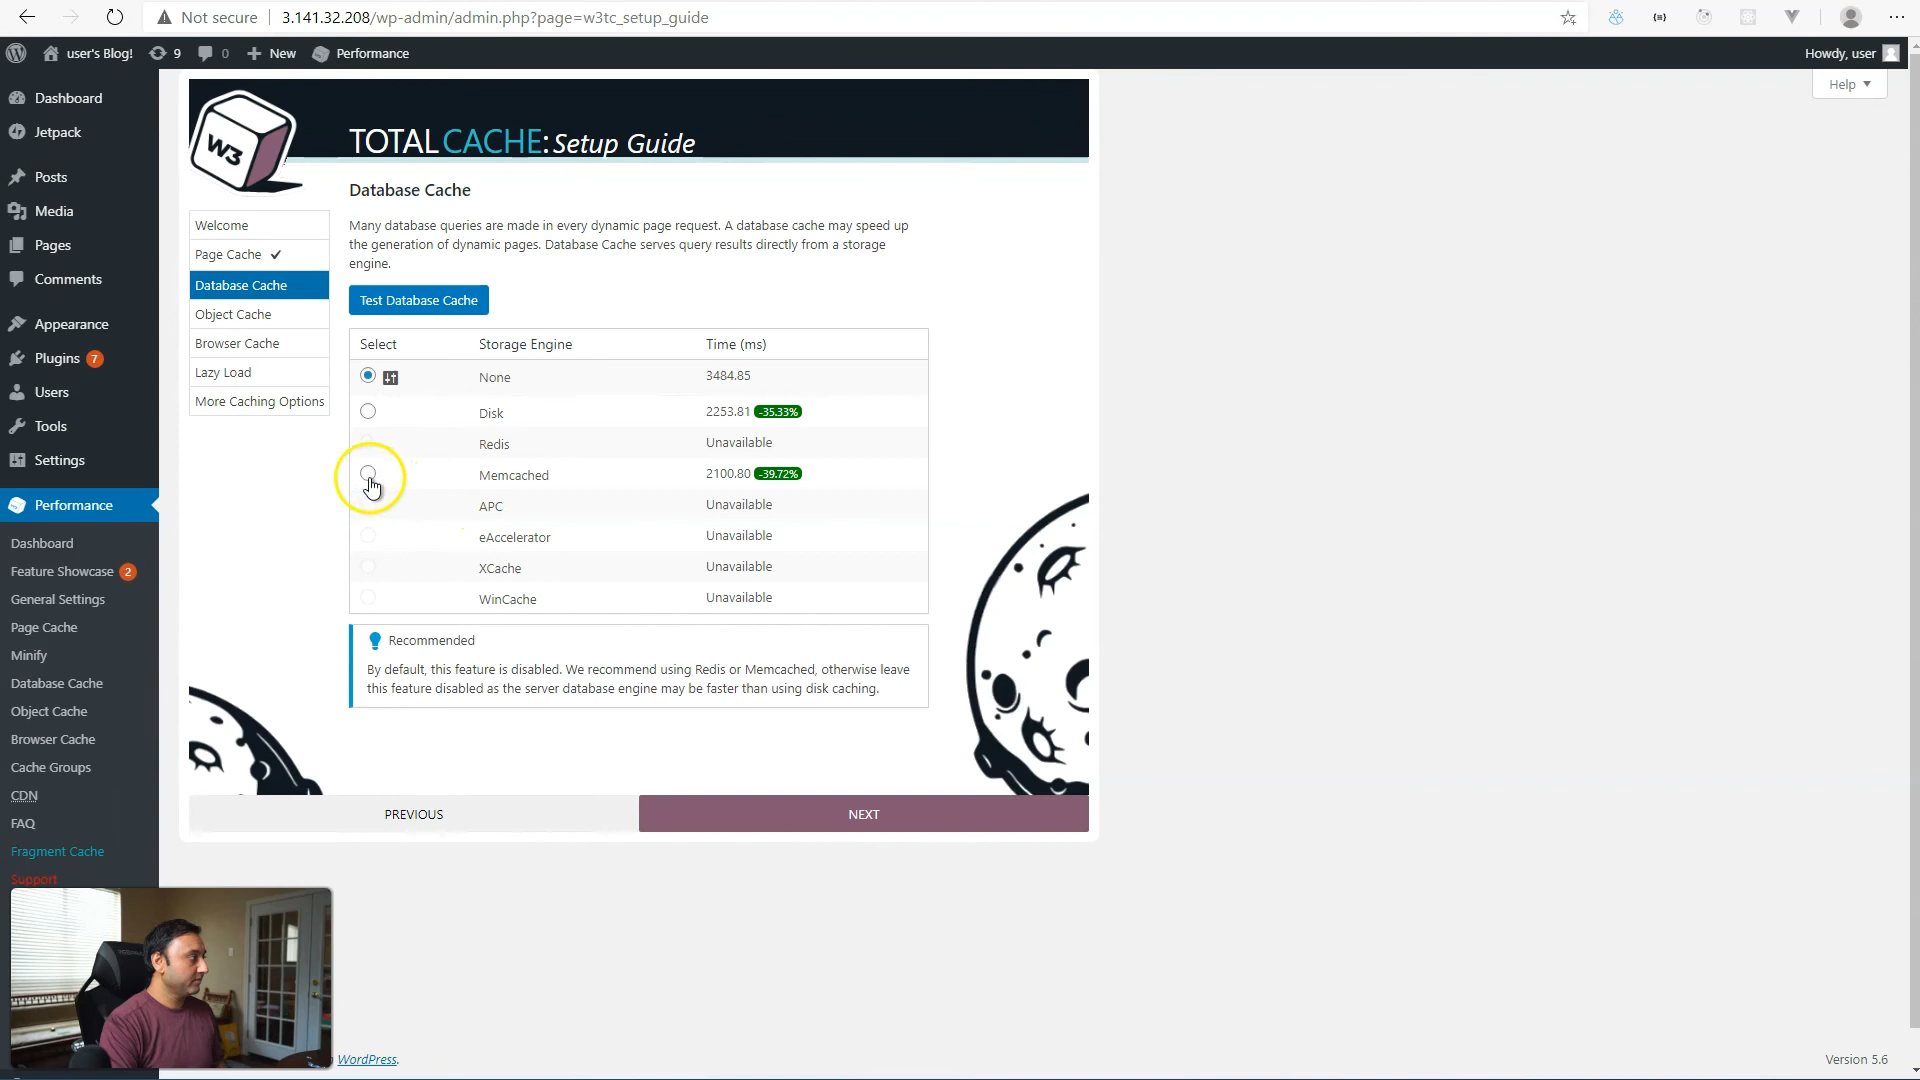 Not secure
3.141.32.208/wp-admin/admin.php?page=w3tc_setup_guide
user's Blog!
9
0
New
Performance
Howdy, user
Help
Dashboard
Jetpack
Posts
Media
Pages
Comments
Appearance
Plugins 7
Users
Tools
Settings
Performance
Dashboard
Feature Showcase 2
General Settings
Page Cache
Minify
Database Cache
Object Cache
Browser Cache
Cache Groups
CDN
FAQ
Fragment Cache
Support
W3
TOTAL CACHE: Setup Guide
Welcome
Page Cache
Database Cache
Object Cache
Browser Cache
Lazy Load
More Caching Options
Database Cache
Many database queries are made in every dynamic page request. A database cache may speed up
the generation of dynamic pages. Database Cache serves query results directly from a storage
engine.
Test Database Cache
Select Storage Engine Time (ms)
None 3484.85
Disk 2253.81 -35.33%
Redis Unavailable
Memcached 2100.80 -39.72%
APC Unavailable
eAccelerator Unavailable
XCache Unavailable
WinCache Unavailable
Recommended
By default, this feature is disabled. We recommend using Redis or Memcached, otherwise leave
this feature disabled as the server database engine may be faster than using disk caching.
PREVIOUS
NEXT
WordPress.
Version 5.6